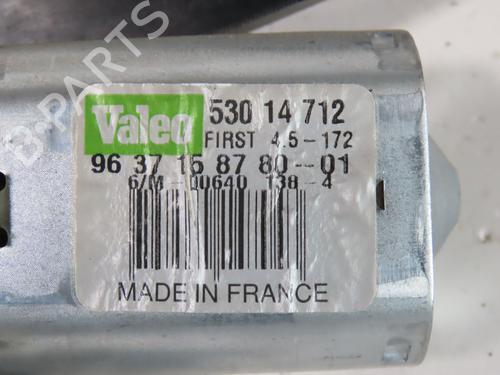 Valeo 530 14 712
FIRST 4.5-172
96 37 15 87 80-01
6/M-00640 138-4
MADE IN FRANCE
B-PARTS